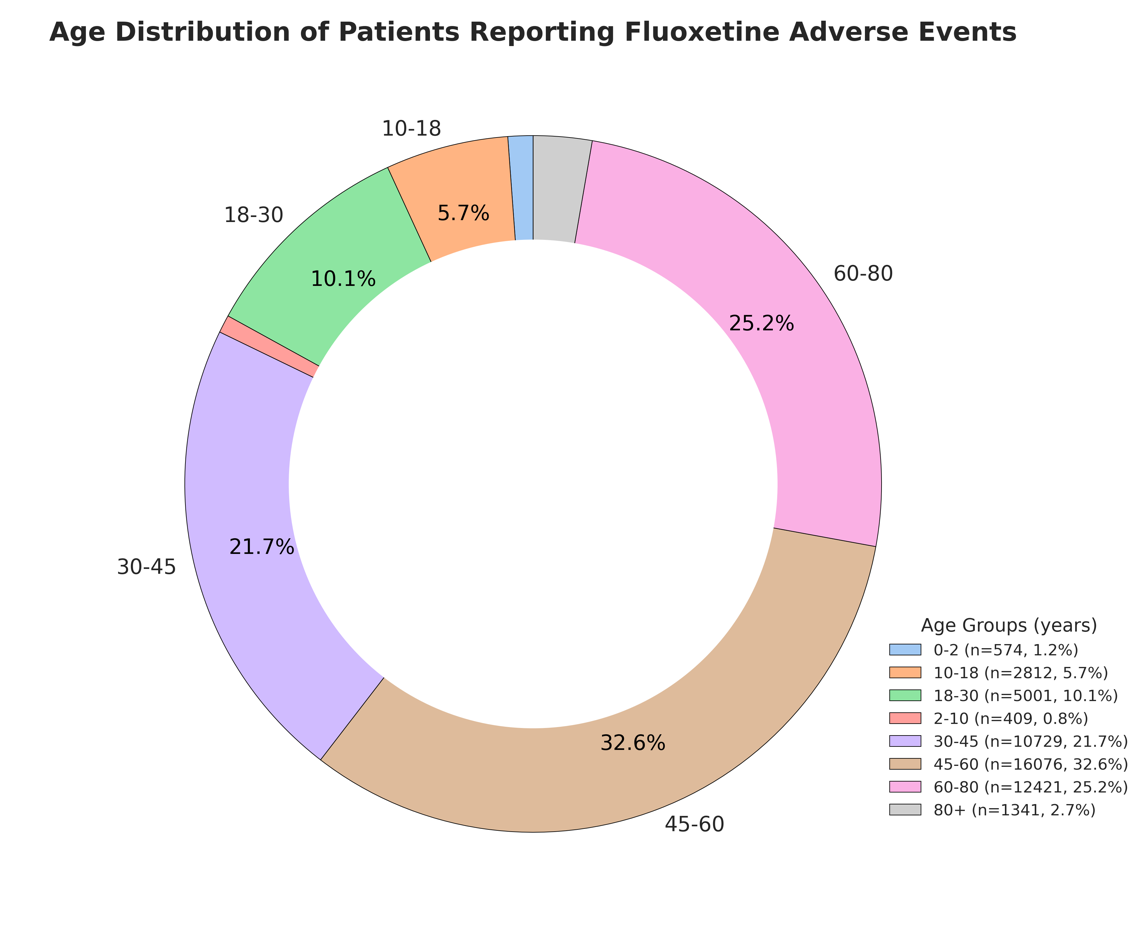 Age Distribution of Patients Reporting Fluoxetine Adverse Events
10-18
18-30
5.7%
10.1%
60-80
25.2%
21.7%
30-45
32.6%
45-60
Age Groups (years)
0-2 (n=574, 1.2%)
10-18 (n=2812, 5.7%)
18-30 (n=5001, 10.1%)
2-10 (n=409, 0.8%)
30-45 (n=10729, 21.7%)
45-60 (n=16076, 32.6%)
60-80 (n=12421, 25.2%)
80+ (n=1341, 2.7%)